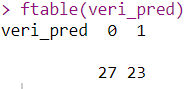 > ftable(veri_pred)
veri_pred  0  1

           27 23